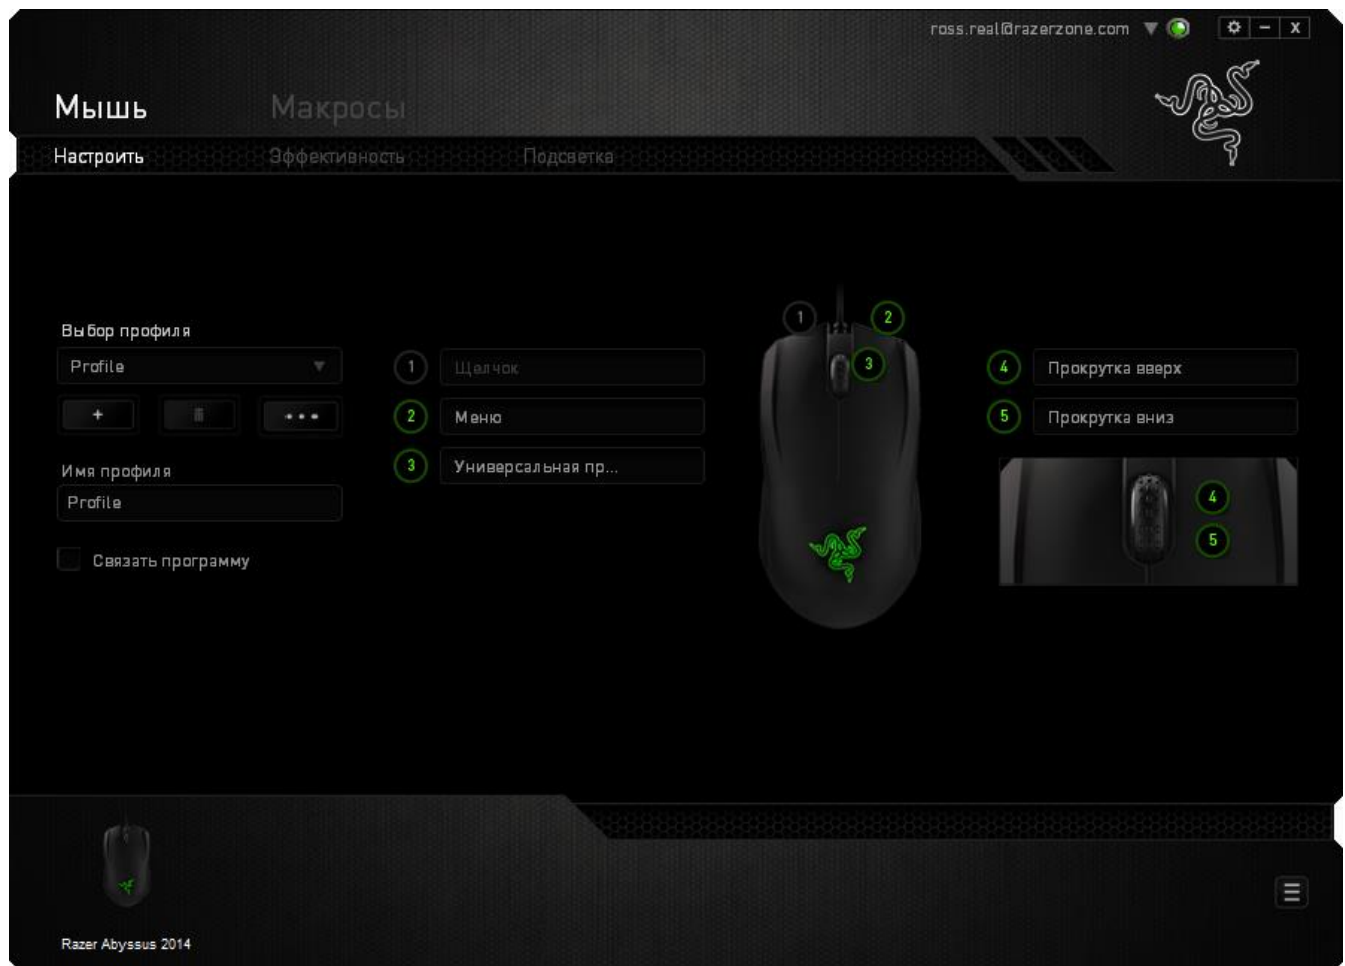 ross.real@razerzone.com
X
Мышь
Макросы
Настроить
Эффективность
Подсветка
Выбор профиля
Profile
+
Имя профиля
Profile
Связать программу
1 Щелчок
2 Меню
3 Универсальная пр...
1
2
3
4 Прокрутка вверх
5 Прокрутка вниз
4
5
Razer Abyssus 2014